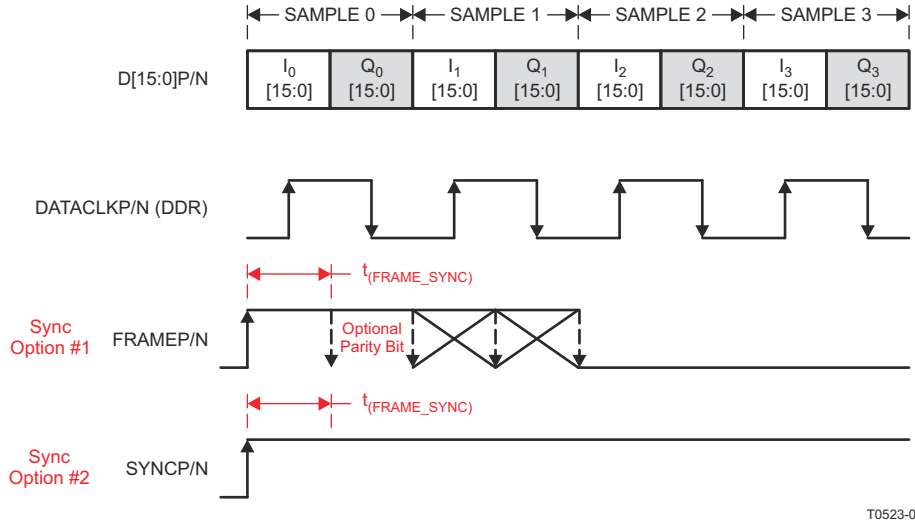 SAMPLE 0 SAMPLE 1 SAMPLE 2 SAMPLE 3
D[15:0]P/N
I0 [15:0]
Q0 [15:0]
I1 [15:0]
Q1 [15:0]
I2 [15:0]
Q2 [15:0]
I3 [15:0]
Q3 [15:0]
DATACLKP/N (DDR)
t(FRAME_SYNC)
Sync
Option #1
FRAMEP/N
Optional
Parity Bit
t(FRAME_SYNC)
Sync
Option #2
SYNCP/N
T0523-0